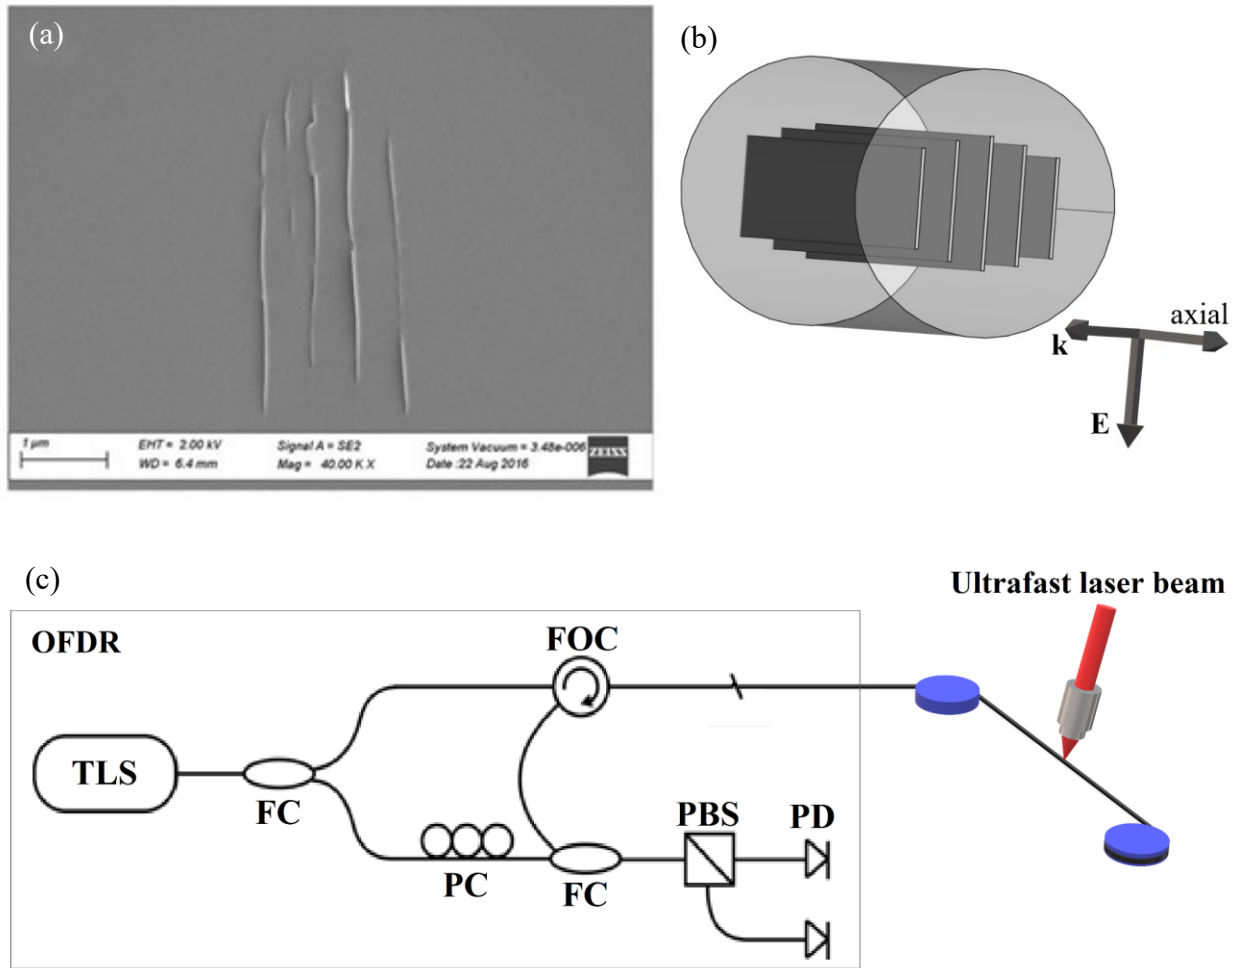 (a)
1 µm
EHT = 2.00 kV
WD = 6.4 mm
Signal A = SE2
Mag = 40.00 K X
System Vacuum = 3.48e-006
Date :22 Aug 2016
ZEISS
(b)
axial
k
E
(c)
Ultrafast laser beam
OFDR
FOC
TLS
FC
PC
FC
PBS
PD